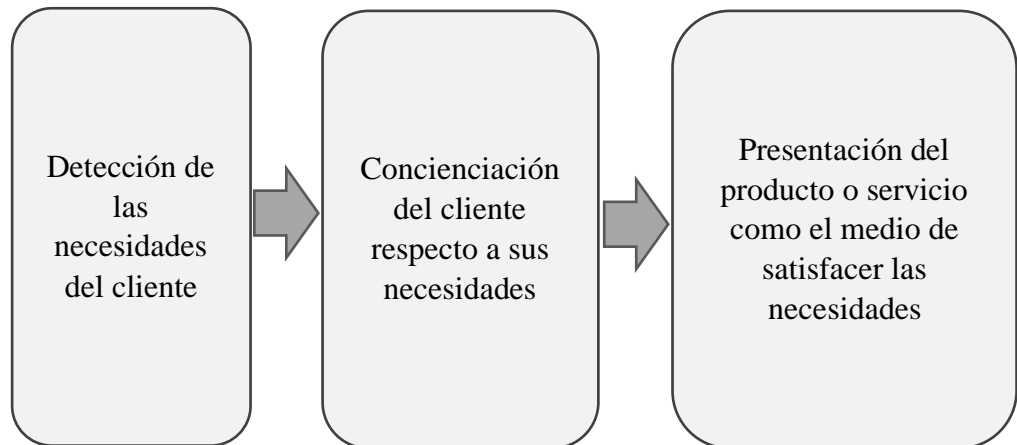 Detección de
las
necesidades
del cliente
Concienciación
del cliente
respecto a sus
necesidades
Presentación del
producto o servicio
como el medio de
satisfacer las
necesidades